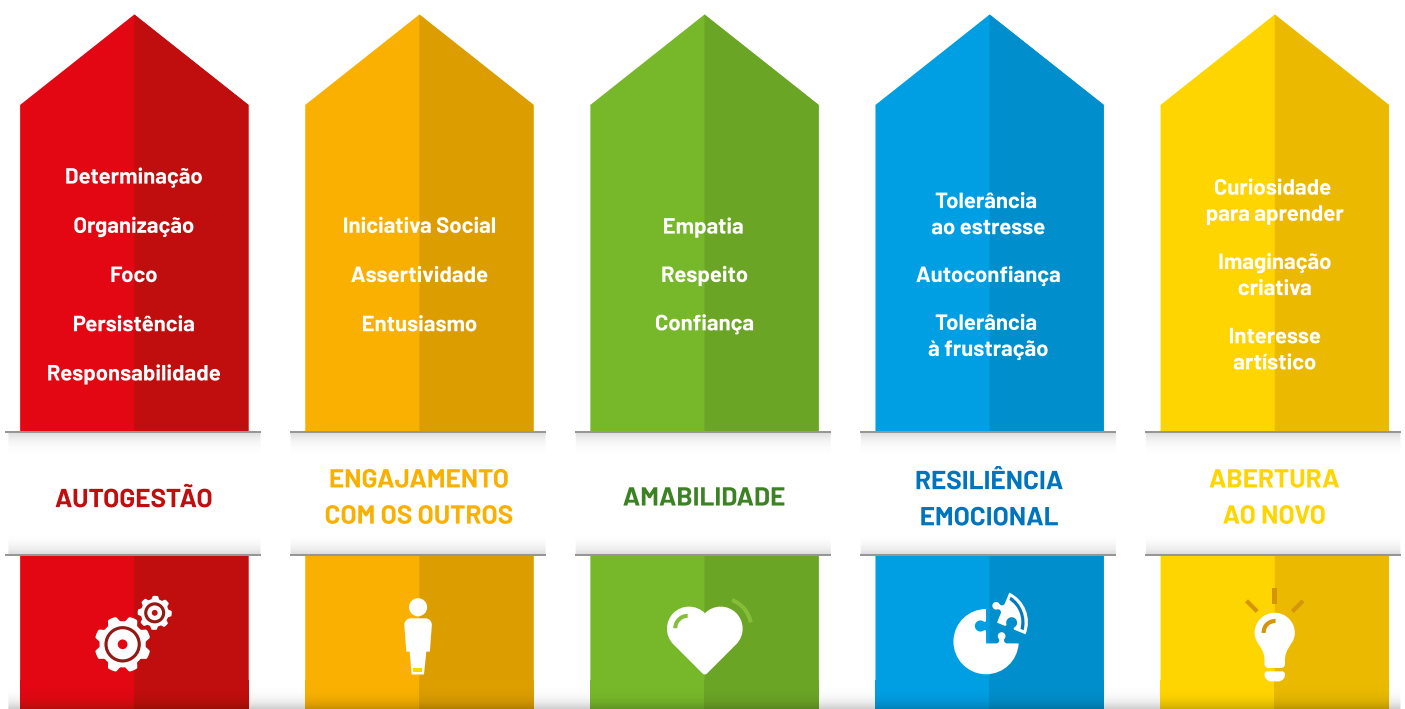 Determinação
Organização
Foco
Persistência
Responsabilidade
AUTOGESTÃO
Iniciativa Social
Assertividade
Entusiasmo
ENGAJAMENTO
COM OS OUTROS
Empatia
Respeito
Confiança
AMABILIDADE
Tolerância
ao estresse
Autoconfiança
Tolerância
à frustração
RESILIÊNCIA
EMOCIONAL
Curiosidade
para aprender
Imaginação
criativa
Interesse
artístico
ABERTURA
AO NOVO